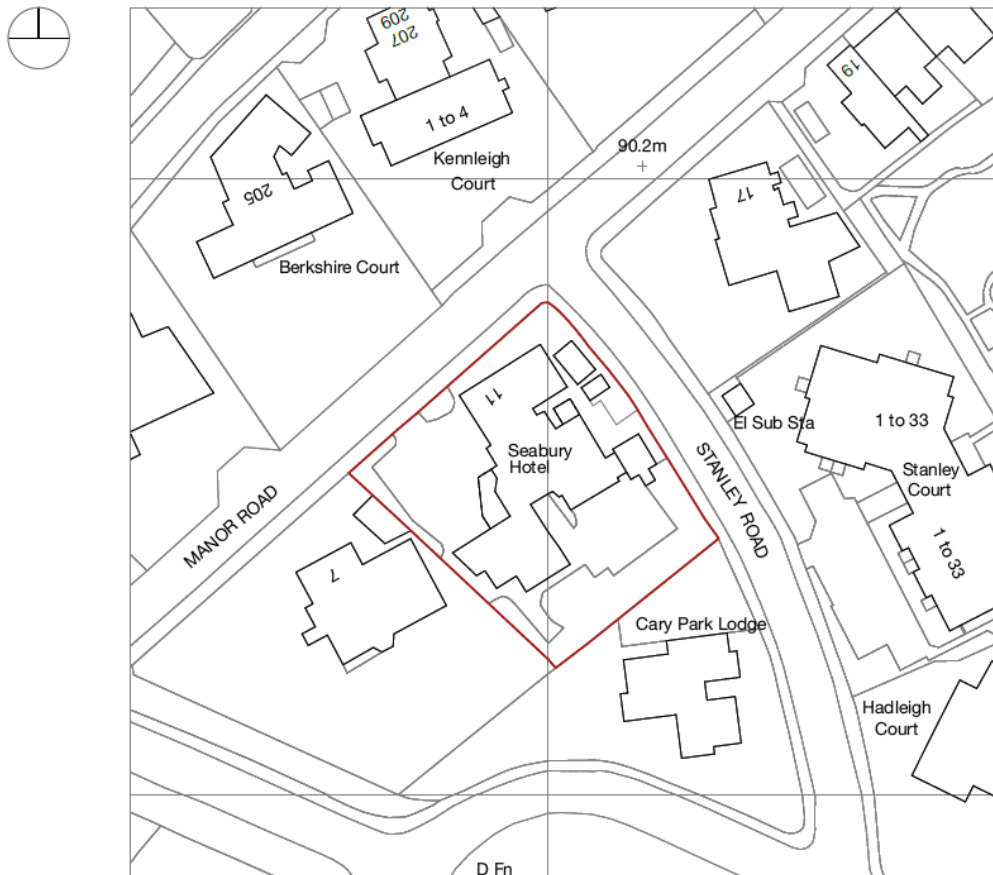 209
207
1 to 4
Kennleigh
Court
19
90.2m
205
17
Berkshire Court
11
El Sub Sta
1 to 33
Seabury
Hotel
Stanley
Court
STANLEY ROAD
MANOR ROAD
1 to 33
7
Cary Park Lodge
Hadleigh
Court
D Fn